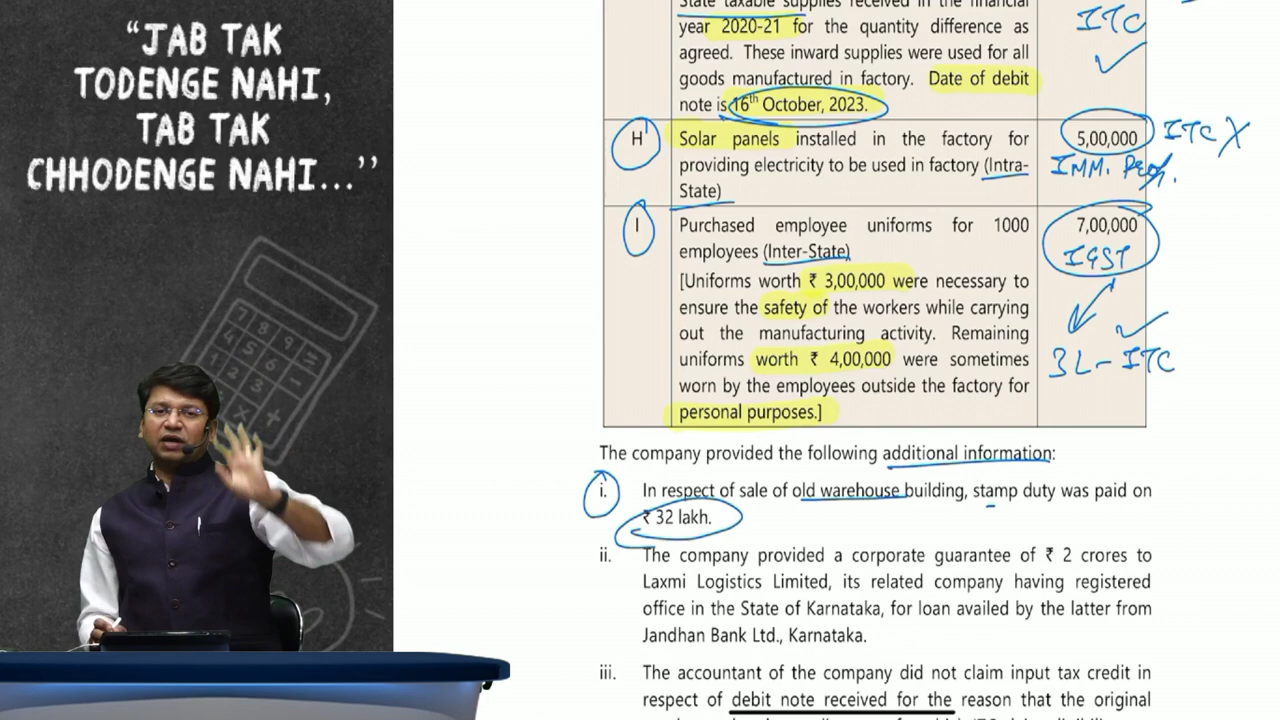 “JAB TAK
TODENGE NAHI,
TAB TAK
CHHODENGE NAHI...’’
State taxable supplies received in the financial
year 2020-21 for the quantity difference as
agreed. These inward supplies were used for all
goods manufactured in factory. Date of debit
note is 16th October, 2023.
ITC
H
Solar panels installed in the factory for
providing electricity to be used in factory (Intra-
State)
5,00,000
ITC X
IMM.
I
Purchased employee uniforms for 1000
employees (Inter-State)
[Uniforms worth ₹ 3,00,000 were necessary to
ensure the safety of the workers while carrying
out the manufacturing activity. Remaining
uniforms worth ₹ 4,00,000 were sometimes
worn by the employees outside the factory for
personal purposes.]
7,00,000
IGST
3L - ITC
The company provided the following additional information:
i. In respect of sale of old warehouse building, stamp duty was paid on
₹ 32 lakh.
ii. The company provided a corporate guarantee of ₹ 2 crores to
Laxmi Logistics Limited, its related company having registered
office in the State of Karnataka, for loan availed by the latter from
Jandhan Bank Ltd., Karnataka.
iii. The accountant of the company did not claim input tax credit in
respect of debit note received for the reason that the original
7 8 9
4 5 6